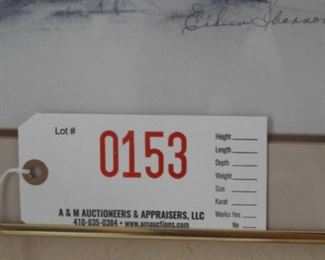 Lot #
0153
Height
Length
Depth
Weight
Size
Karat
Works: Yes
No
A & M AUCTIONEERS & APPRAISERS, LLC
410-835-0384 • www.amauctions.com